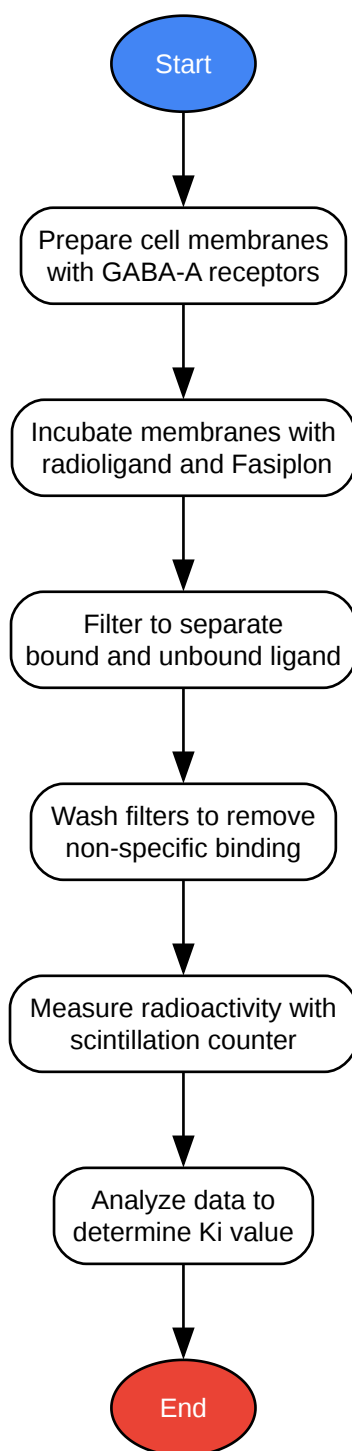 Start
Prepare cell membranes
with GABA-A receptors
Incubate membranes with
radioligand and Fasiplon
Filter to separate
bound and unbound ligand
Wash filters to remove
non-specific binding
Measure radioactivity with
scintillation counter
Analyze data to
determine Ki value
End